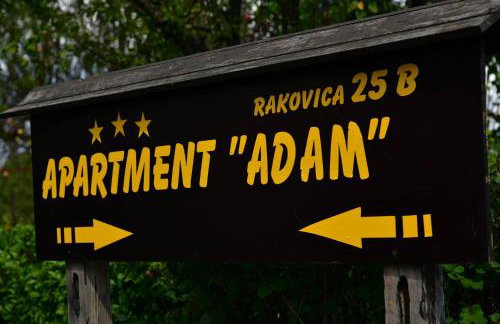 RAKOVICA 25 B
APARTMENT "ADAM"